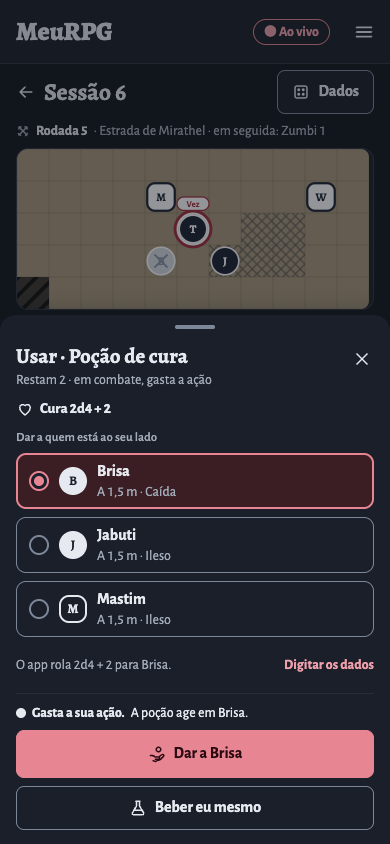 MeuRPG
Ao vivo
Sessão 6
Dados
Rodada 5 · Estrada de Mirathel · em seguida: Zumbi 1
M
W
Vez
T
J
Usar · Poção de cura
Restam 2 · em combate, gasta a ação
Cura 2d4 + 2
Dar a quem está ao seu lado
B
Brisa
A 1,5 m · Caída
J
Jabuti
A 1,5 m · Ileso
M
Mastim
A 1,5 m · Ileso
O app rola 2d4 + 2 para Brisa.
Digitar os dados
Gasta a sua ação. A poção age em Brisa.
Dar a Brisa
Beber eu mesmo